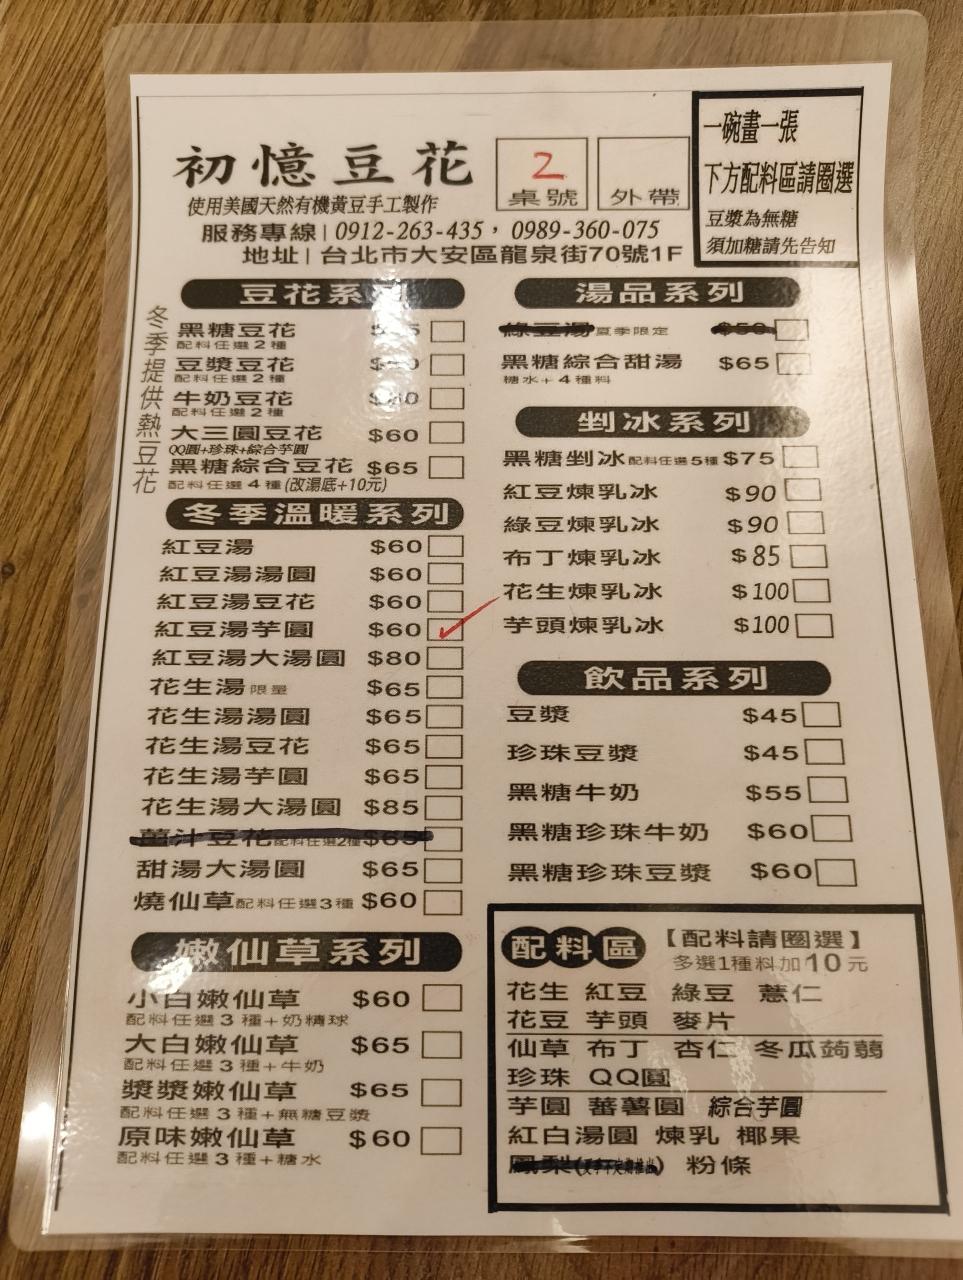 初憶豆花
2
桌號
外帶
一碗畫一張
下方配料區請圈選
豆漿為無糖
須加糖請先告知
使用美國天然有機黃豆手工製作
服務專線|0912-263-435,0989-360-075
地址|台北市大安區龍泉街70號1F
冬季提供熱豆花
豆花系列
黑糖豆花
配料任選2種
豆漿豆花
配料任選2種
牛奶豆花
配料任選2種
大三圓豆花 $60
QQ圓+珍珠+綜合芋圓
黑糖綜合豆花 $65
配料任選4種(改湯底+10元)
冬季溫暖系列
紅豆湯 $60
紅豆湯湯圓 $60
紅豆湯豆花 $60
紅豆湯芋圓 $60
紅豆湯大湯圓 $80
花生湯限量 $65
花生湯湯圓 $65
花生湯豆花 $65
花生湯芋圓 $65
花生湯大湯圓 $85
薑汁豆花配料任選2種 $65
甜湯大湯圓 $65
燒仙草配料任選3種 $60
嫩仙草系列
小白嫩仙草 $60
配料任選3種+奶精球
大白嫩仙草 $65
配料任選3種+牛奶
漿漿嫩仙草 $65
配料任選3種+無糖豆漿
原味嫩仙草 $60
配料任選3種+糖水
湯品系列
綠豆湯夏季限定 $50
黑糖綜合甜湯 $65
糖水+4種料
剉冰系列
黑糖剉冰配料任選5種 $75
紅豆煉乳冰 $90
綠豆煉乳冰 $90
布丁煉乳冰 $85
花生煉乳冰 $100
芋頭煉乳冰 $100
飲品系列
豆漿 $45
珍珠豆漿 $45
黑糖牛奶 $55
黑糖珍珠牛奶 $60
黑糖珍珠豆漿 $60
配料區【配料請圈選】
多選1種料加10元
花生 紅豆 綠豆 薏仁
花豆 芋頭 麥片
仙草 布丁 杏仁 冬瓜蒟蒻
珍珠 QQ圓
芋圓 蕃薯圓 綜合芋圓
紅白湯圓 煉乳 椰果
鳳梨 粉條